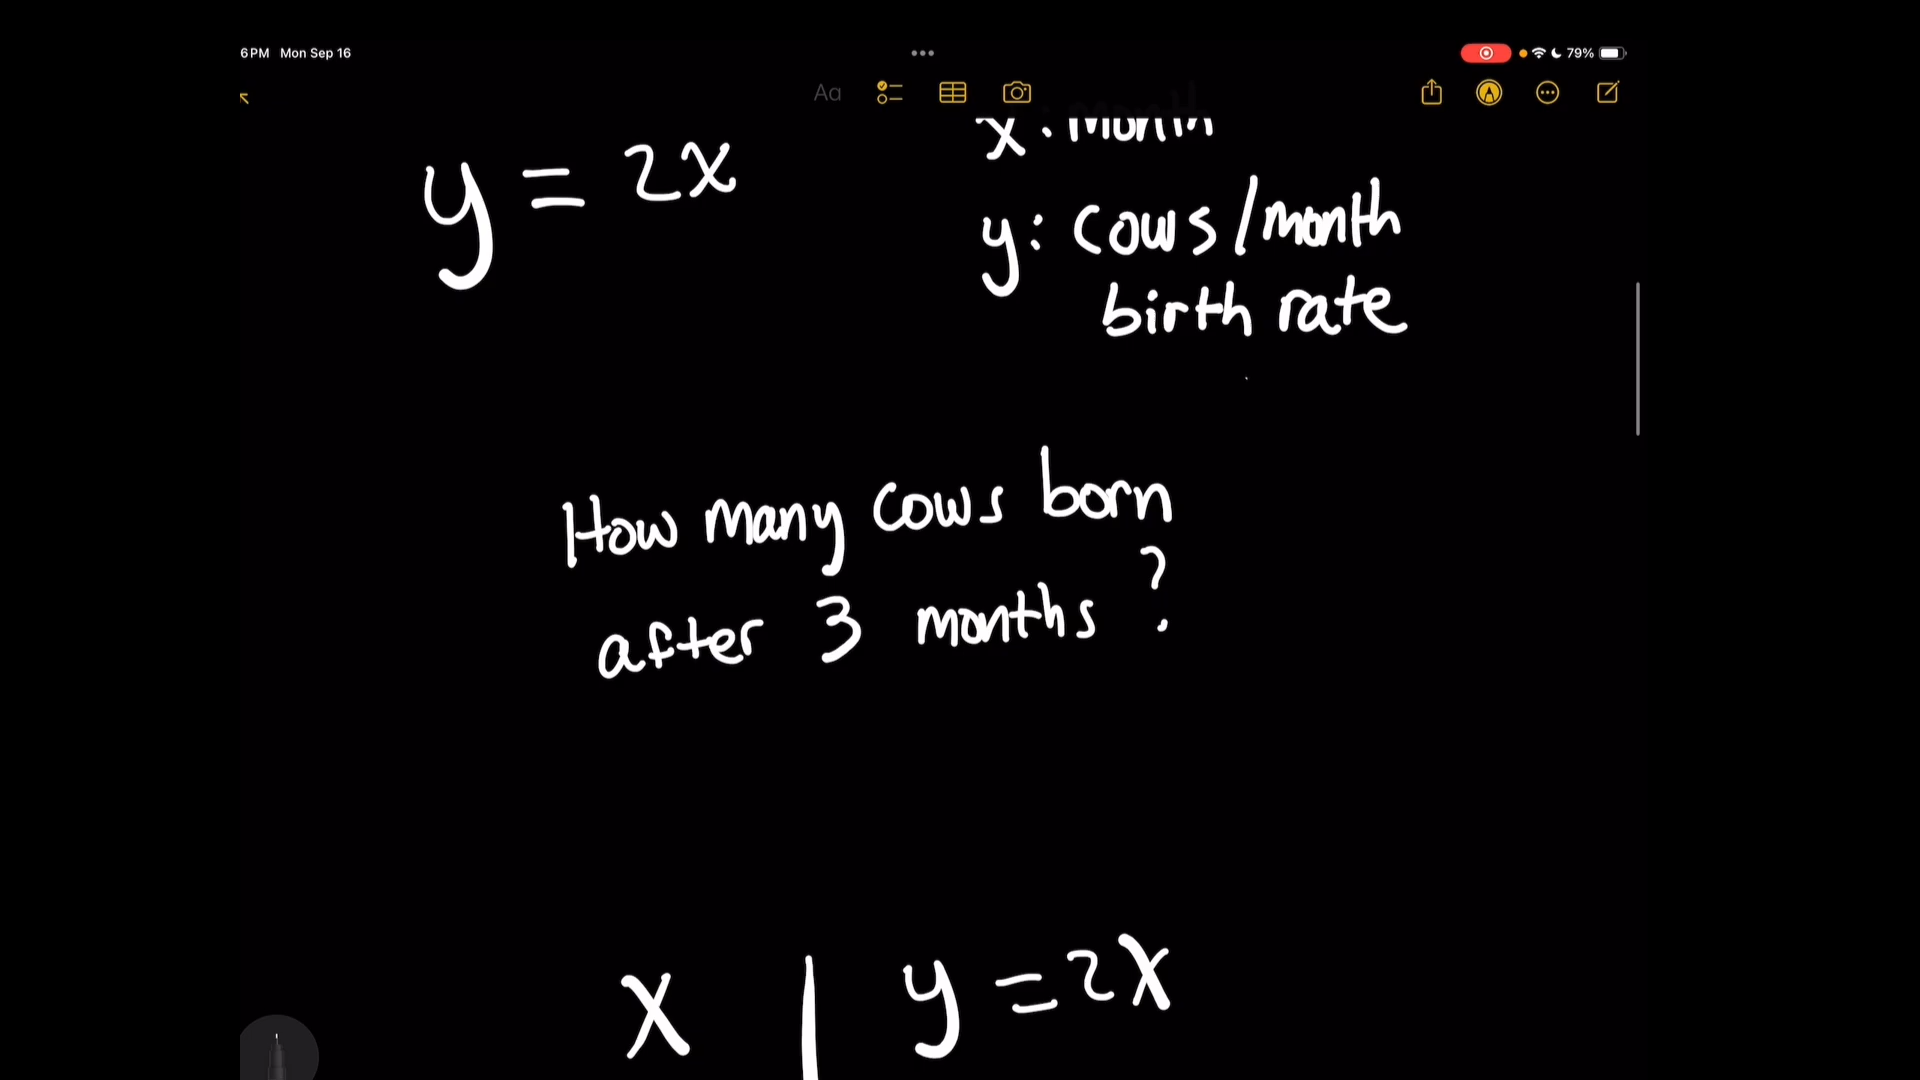 6PM Mon Sep 16
79%
Aa
x: Month
y = 2x
y: cows/month
birth rate
How many cows born
after 3 months?
x | y = 2x